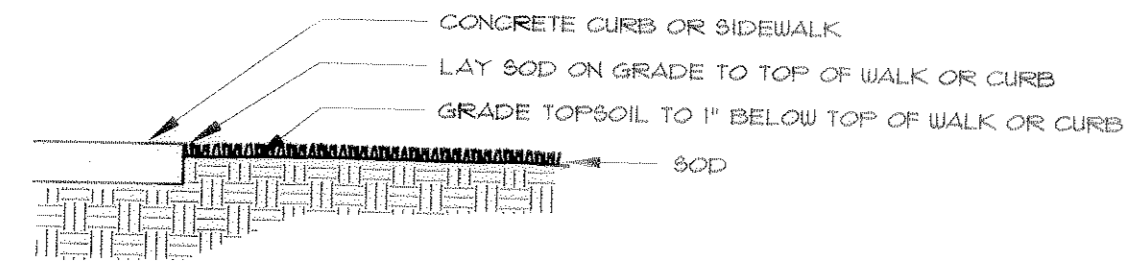 CONCRETE CURB OR SIDEWALK
LAY SOD ON GRADE TO TOP OF WALK OR CURB
GRADE TOPSOIL TO 1" BELOW TOP OF WALK OR CURB
SOD